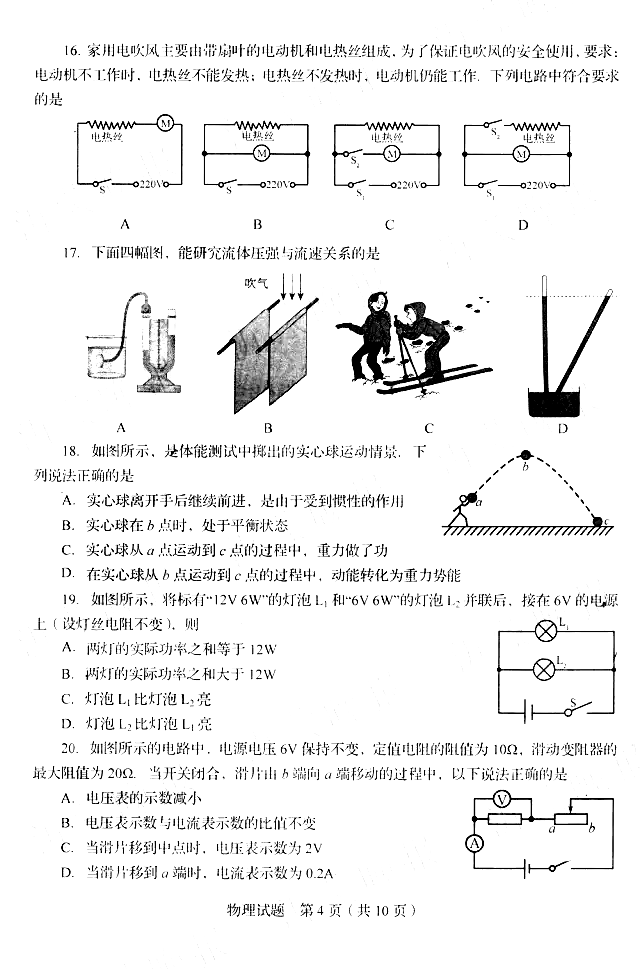 16. 家用电吹风主要由带扇叶的电动机和电热丝组成，为了保证电吹风的安全使用，要求：
电动机不工作时，电热丝不能发热；电热丝不发热时，电动机仍能工作．下列电路中符合要求
的是
电热丝 M S 220V
电热丝 M S 220V
电热丝 S₂ M S₁ 220V
S₂ 电热丝 M S₁ 220V
A B C D
17. 下面四幅图，能研究流体压强与流速关系的是
吹气
A B C D
18. 如图所示，是体能测试中掷出的实心球运动情景．下
列说法正确的是
A. 实心球离开手后继续前进，是由于受到惯性的作用
B. 实心球在 b 点时，处于平衡状态
C. 实心球从 a 点运动到 c 点的过程中，重力做了功
D. 在实心球从 b 点运动到 c 点的过程中，动能转化为重力势能
a b c
19. 如图所示，将标有“12V 6W”的灯泡 L₁ 和“6V 6W”的灯泡 L₂ 并联后，接在 6V 的电源
上（设灯丝电阻不变），则
A. 两灯的实际功率之和等于 12W
B. 两灯的实际功率之和大于 12W
C. 灯泡 L₁ 比灯泡 L₂ 亮
D. 灯泡 L₂ 比灯泡 L₁ 亮
L₁
L₂
S
20. 如图所示的电路中，电源电压 6V 保持不变，定值电阻的阻值为 10Ω，滑动变阻器的
最大阻值为 20Ω．当开关闭合，滑片由 b 端向 a 端移动的过程中，以下说法正确的是
A. 电压表的示数减小
B. 电压表示数与电流表示数的比值不变
C. 当滑片移到中点时，电压表示数为 2V
D. 当滑片移到 a 端时，电流表示数为 0.2A
V
a b
A
物理试题 第 4 页（共 10 页）